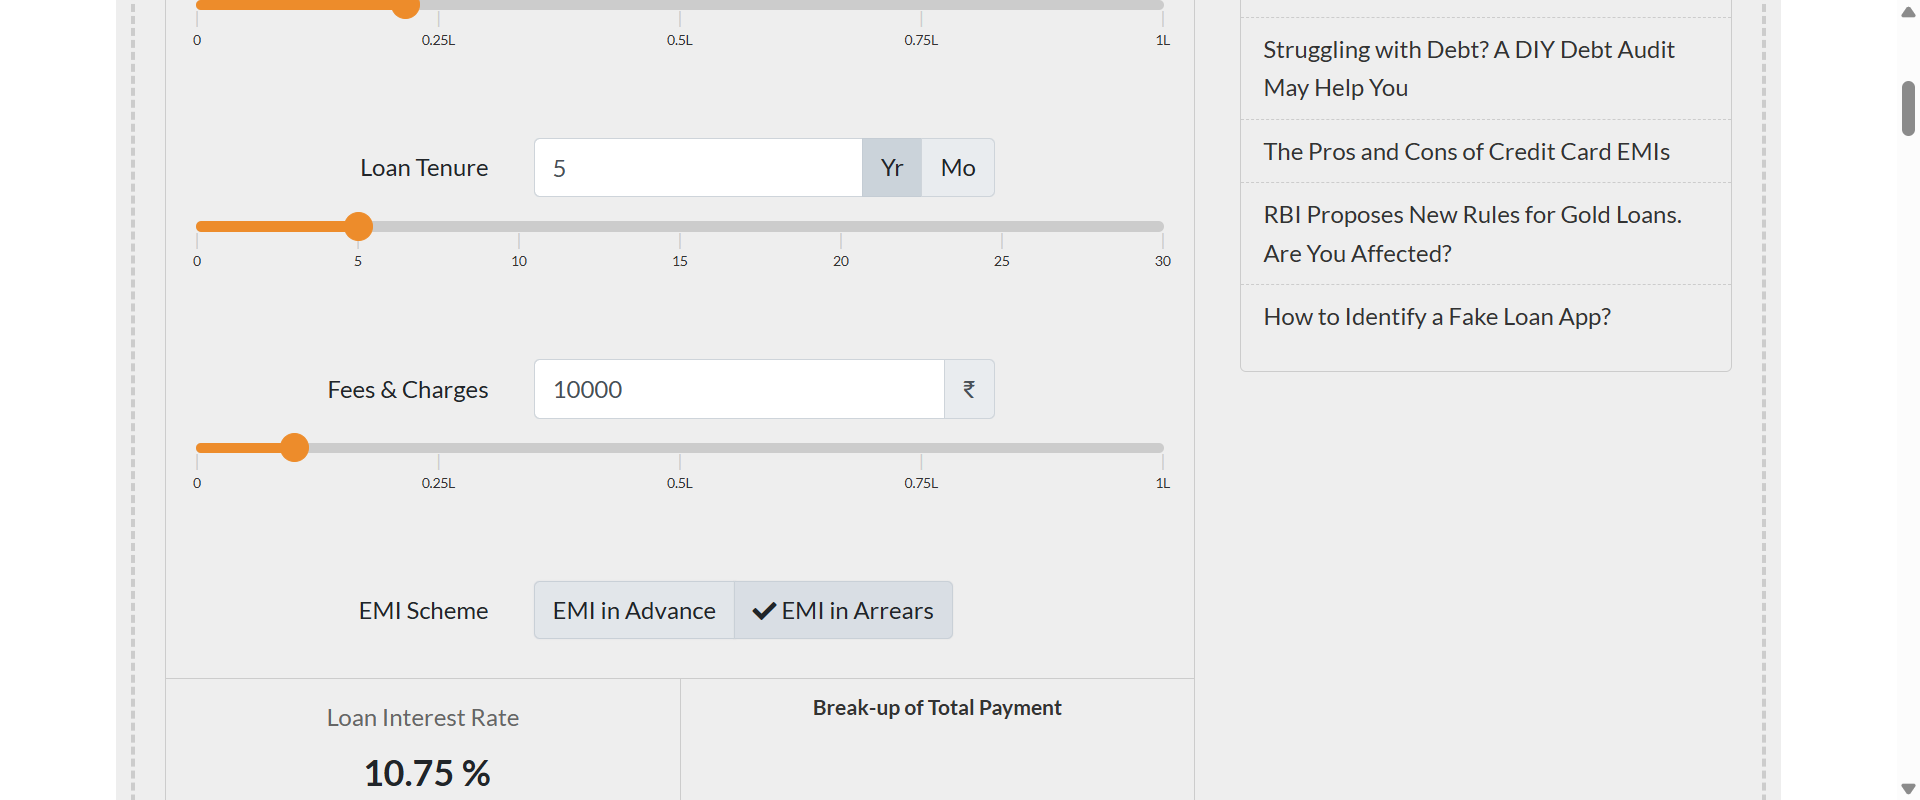 0 0.25L 0.5L 0.75L 1L
Loan Tenure 5 Yr Mo
0 5 10 15 20 25 30
Fees & Charges 10000 ₹
0 0.25L 0.5L 0.75L 1L
EMI Scheme EMI in Advance EMI in Arrears
Loan Interest Rate
10.75 %
Break-up of Total Payment
Struggling with Debt? A DIY Debt Audit
May Help You
The Pros and Cons of Credit Card EMIs
RBI Proposes New Rules for Gold Loans.
Are You Affected?
How to Identify a Fake Loan App?